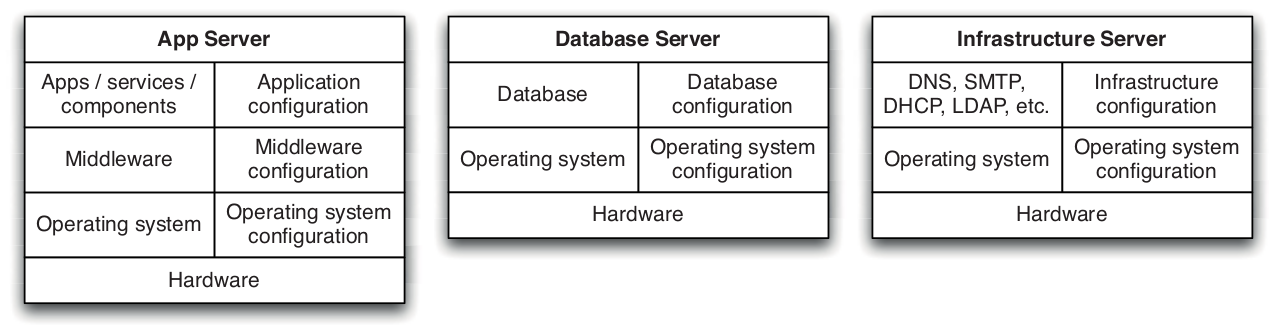 App Server
Apps / services /
components
Application
configuration
Middleware
Middleware
configuration
Operating system
Operating system
configuration
Hardware
Database Server
Database
Database
configuration
Operating system
Operating system
configuration
Hardware
Infrastructure Server
DNS, SMTP,
DHCP, LDAP, etc.
Infrastructure
configuration
Operating system
Operating system
configuration
Hardware